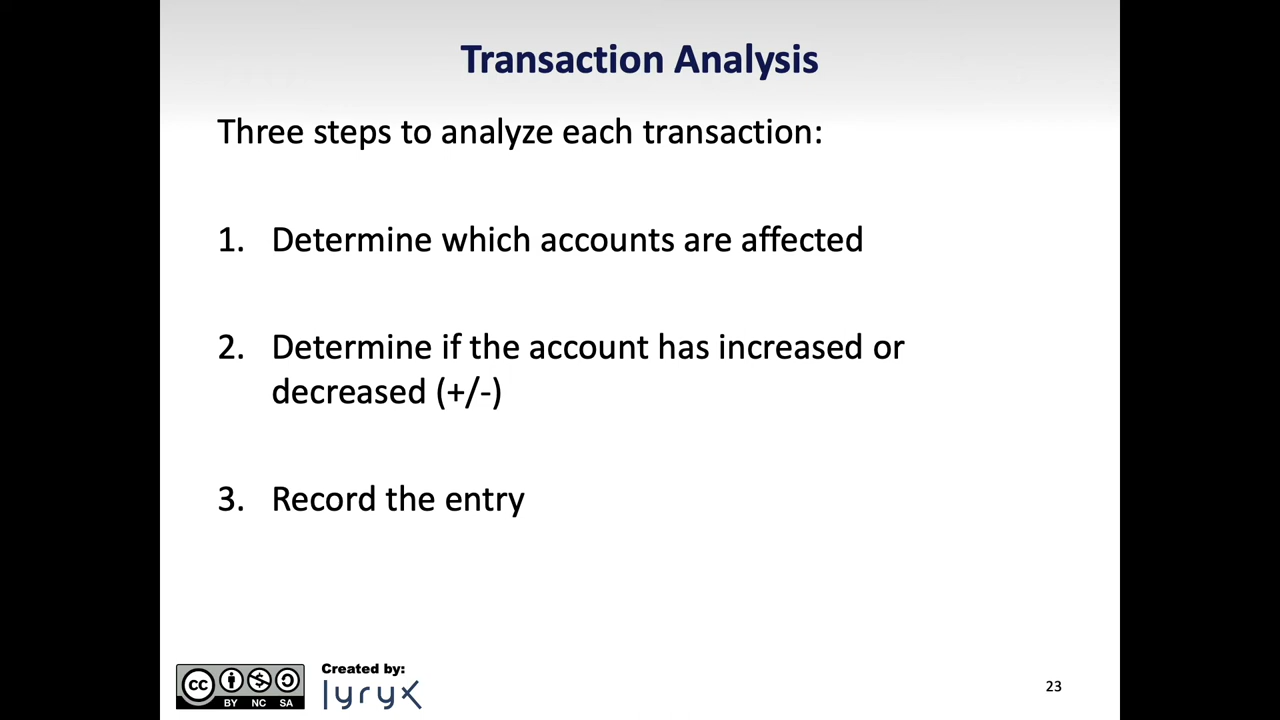 Transaction Analysis
Three steps to analyze each transaction:
1. Determine which accounts are affected
2. Determine if the account has increased or
decreased (+/-)
3. Record the entry
cc
BY NC SA
Created by:
lyryx
23